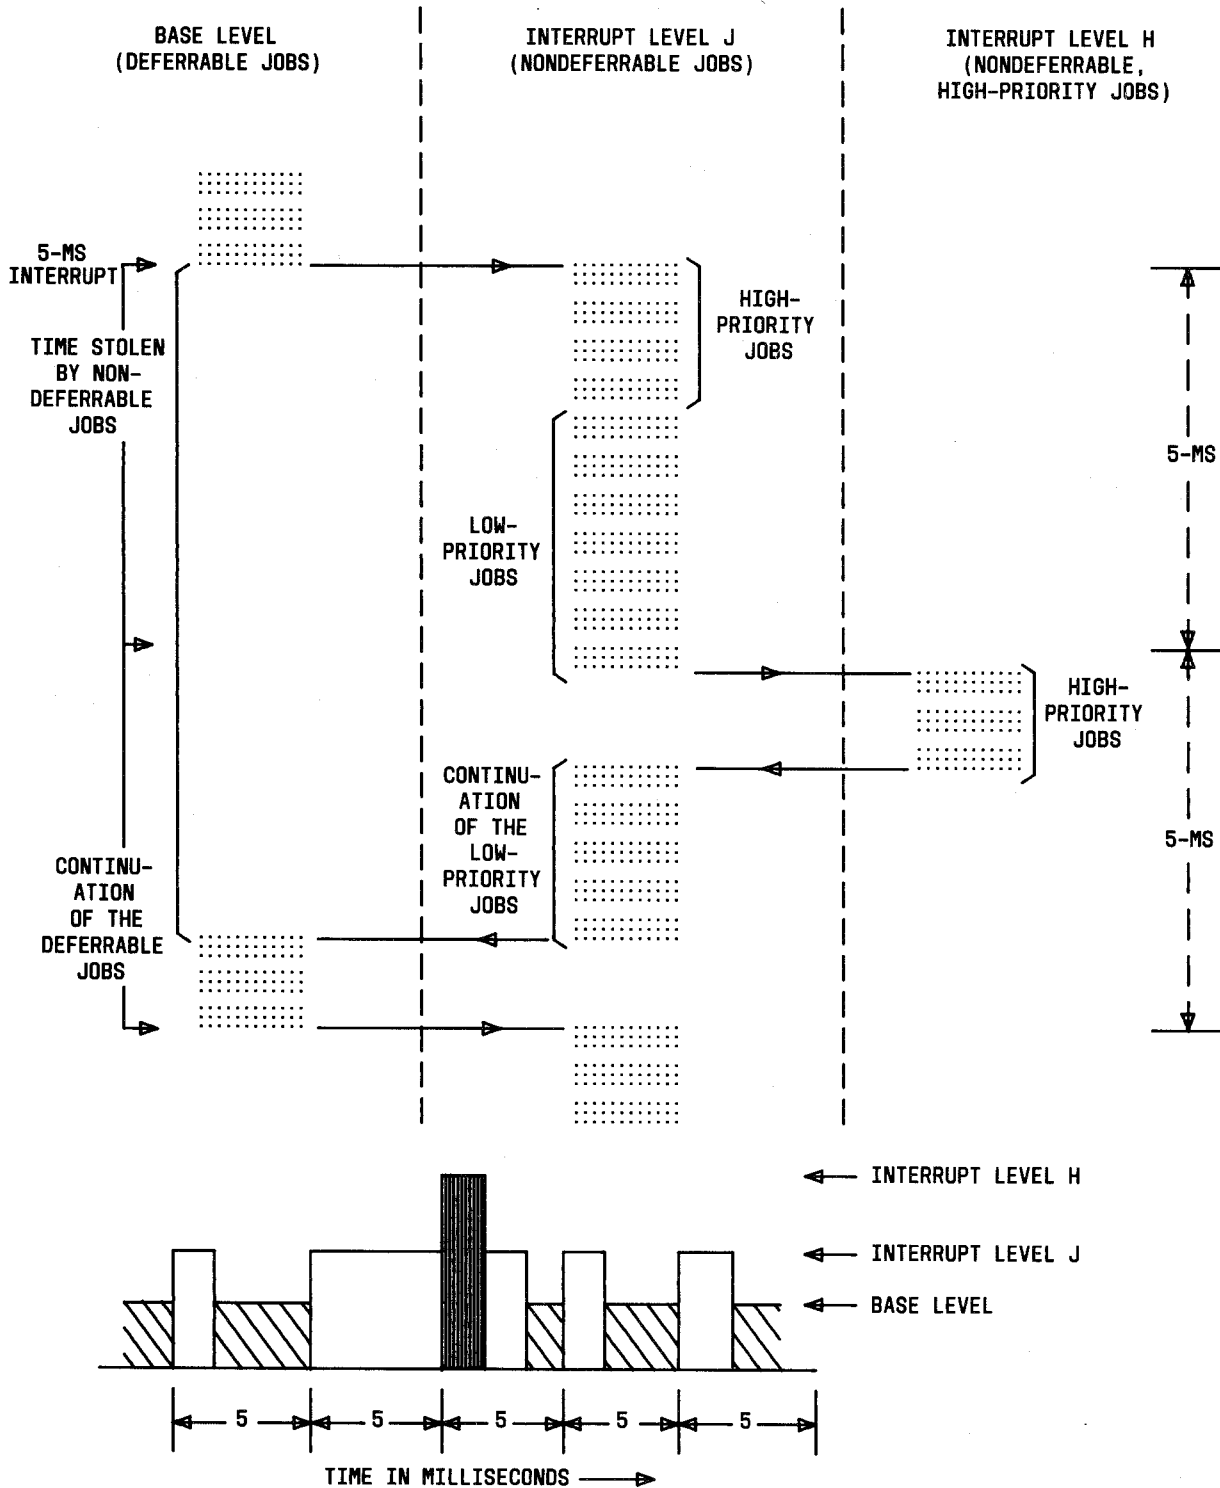 BASE LEVEL
(DEFERRABLE JOBS)
INTERRUPT LEVEL J
(NONDEFERRABLE JOBS)
INTERRUPT LEVEL H
(NONDEFERRABLE,
HIGH-PRIORITY JOBS)
5-MS
INTERRUPT
TIME STOLEN
BY NON-
DEFERRABLE
JOBS
HIGH-
PRIORITY
JOBS
5-MS
LOW-
PRIORITY
JOBS
HIGH-
PRIORITY
JOBS
CONTINU-
ATION
OF THE
LOW-
PRIORITY
JOBS
5-MS
CONTINU-
ATION
OF THE
DEFERRABLE
JOBS
INTERRUPT LEVEL H
INTERRUPT LEVEL J
BASE LEVEL
5 5 5 5 5
TIME IN MILLISECONDS